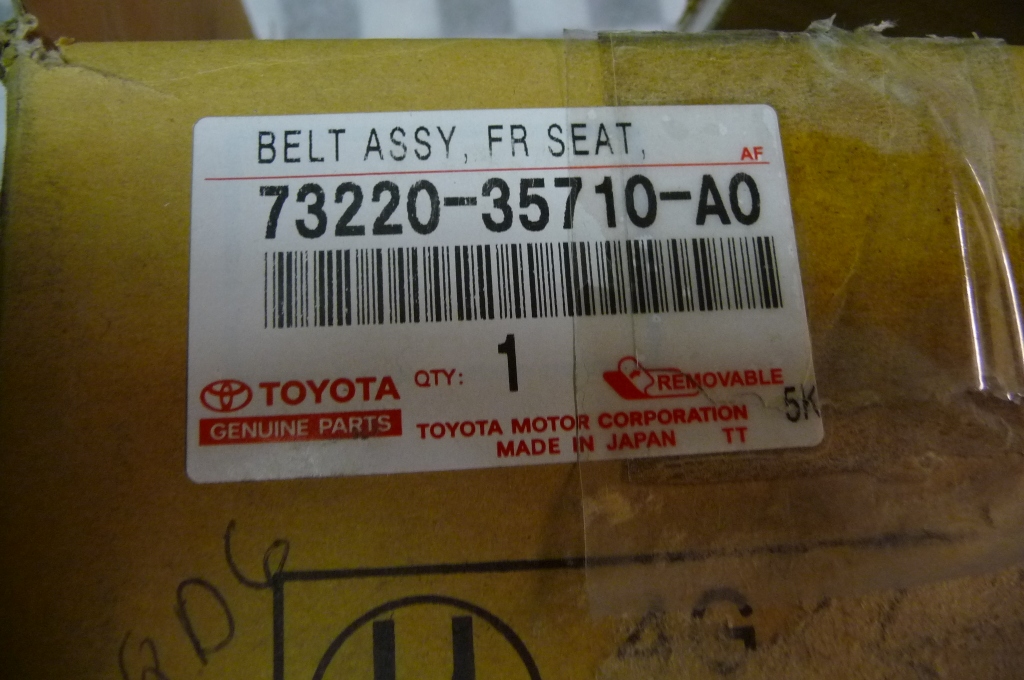 BELT ASSY, FR SEAT,
AF
73220-35710-A0
QTY: 1
TOYOTA
GENUINE PARTS
REMOVABLE
5K
TOYOTA MOTOR CORPORATION
MADE IN JAPAN TT